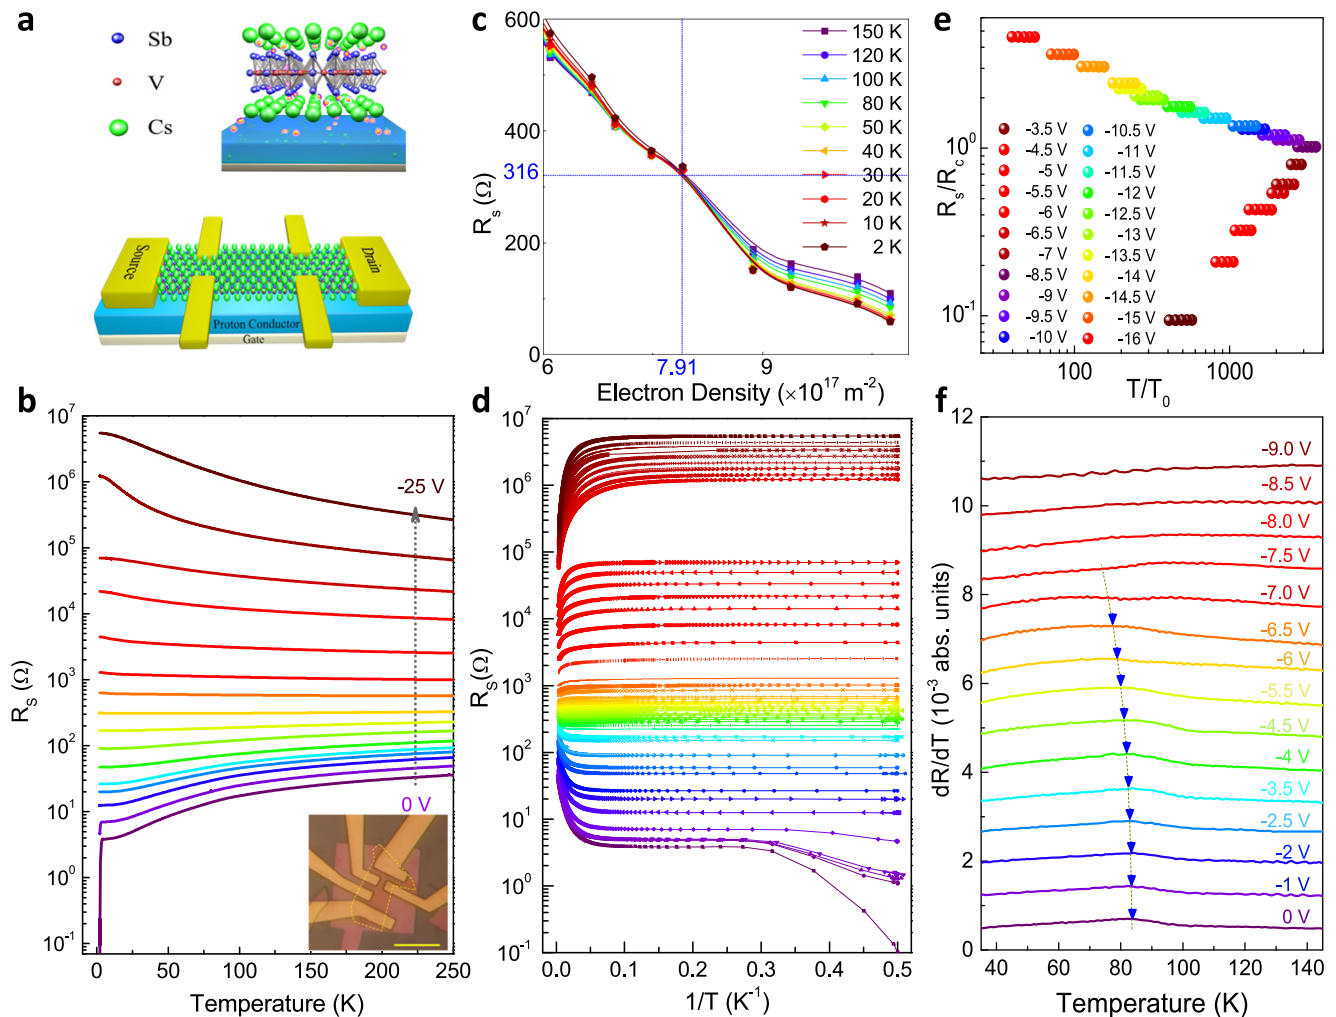 a
Sb
V
Cs
Source
Drain
Proton Conductor
Gate
c
600
400
316
200
0
R_s (Ω)
6
7.91
9
Electron Density (×10^17 m^-2)
150 K
120 K
100 K
80 K
50 K
40 K
30 K
20 K
10 K
2 K
e
10^0
10^-1
R_s/R_c
100
1000
T/T_0
-3.5 V
-4.5 V
-5 V
-5.5 V
-6 V
-6.5 V
-7 V
-8.5 V
-9 V
-9.5 V
-10 V
-10.5 V
-11 V
-11.5 V
-12 V
-12.5 V
-13 V
-13.5 V
-14 V
-14.5 V
-15 V
-16 V
b
10^7
10^6
10^5
10^4
10^3
10^2
10^1
10^0
10^-1
R_s (Ω)
-25 V
0 V
0
25
50
75
100
125
150
175
200
225
250
Temperature (K)
d
10^7
10^6
10^5
10^4
10^3
10^2
10^1
10^0
10^-1
R_s(Ω)
0.0
0.1
0.2
0.3
0.4
0.5
1/T (K^-1)
f
12
10
8
6
4
2
0
dR/dT (10^-3 abs. units)
-9.0 V
-8.5 V
-8.0 V
-7.5 V
-7.0 V
-6.5 V
-6 V
-5.5 V
-4.5 V
-4 V
-3.5 V
-2.5 V
-2 V
-1 V
0 V
40
60
80
100
120
140
Temperature (K)